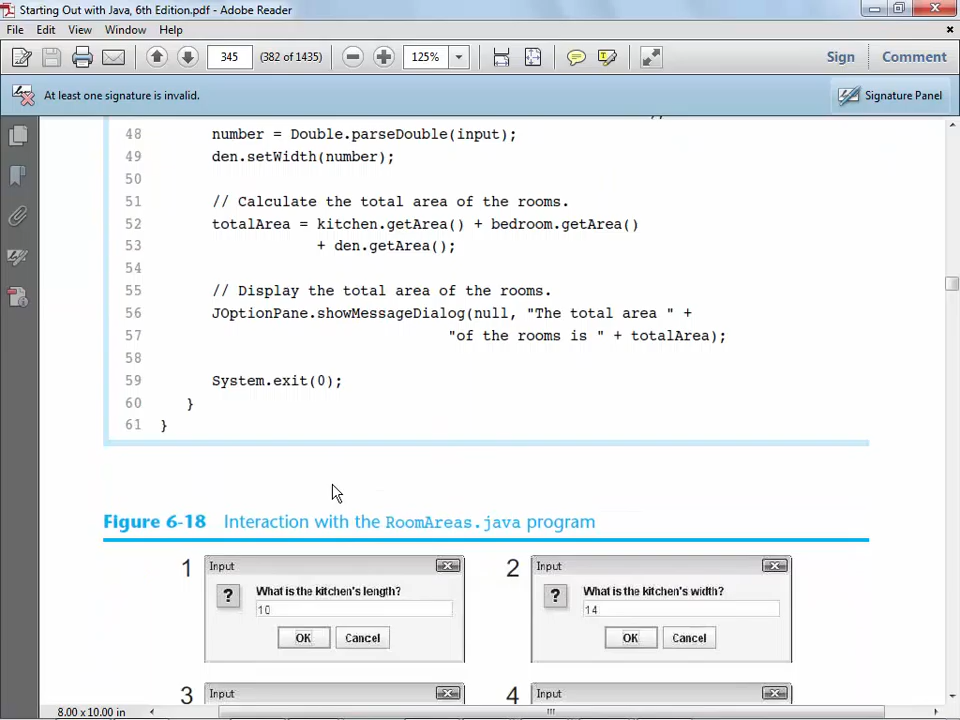 Starting Out with Java, 6th Edition.pdf - Adobe Reader
File Edit View Window Help
345 (382 of 1435) 125% Sign Comment
At least one signature is invalid. Signature Panel
48 number = Double.parseDouble(input);
49 den.setWidth(number);
50
51 // Calculate the total area of the rooms.
52 totalArea = kitchen.getArea() + bedroom.getArea()
53 + den.getArea();
54
55 // Display the total area of the rooms.
56 JOptionPane.showMessageDialog(null, "The total area " +
57 "of the rooms is " + totalArea);
58
59 System.exit(0);
60 }
61 }
Figure 6-18 Interaction with the RoomAreas.java program
1 Input 2 Input
What is the kitchen's length? What is the kitchen's width?
10 14
OK Cancel OK Cancel
3 Input 4 Input
8.00 x 10.00 in